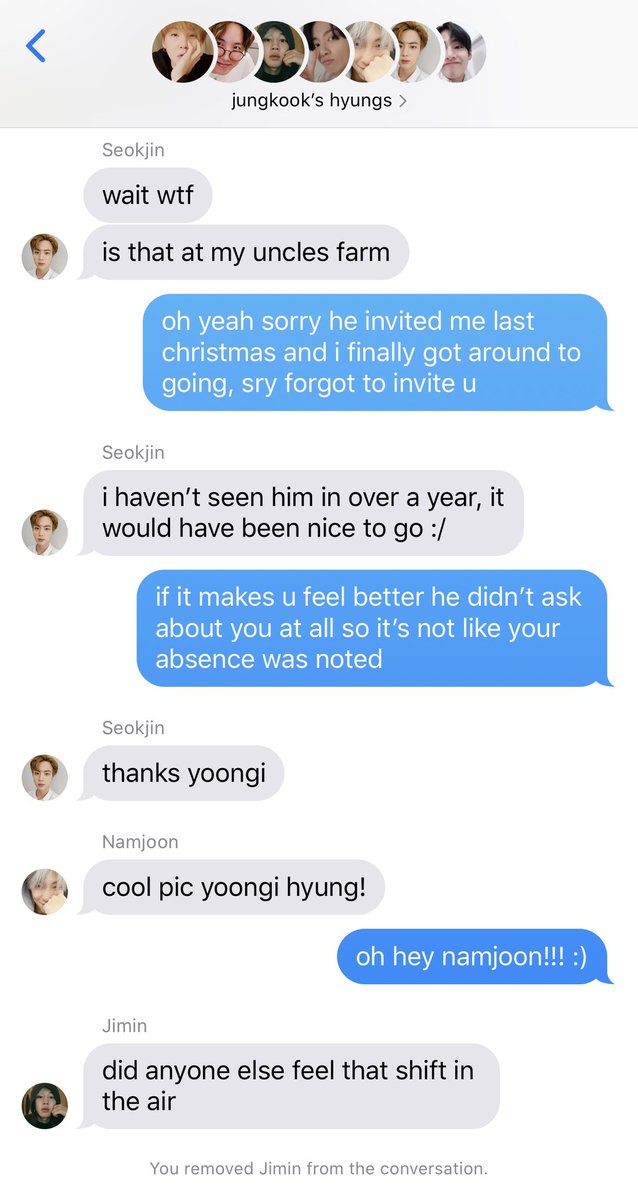 jungkook’s hyungs >
Seokjin
wait wtf
is that at my uncles farm
oh yeah sorry he invited me last
christmas and i finally got around to
going, sry forgot to invite u
Seokjin
i haven’t seen him in over a year, it
would have been nice to go :/
if it makes u feel better he didn’t ask
about you at all so it’s not like your
absence was noted
Seokjin
thanks yoongi
Namjoon
cool pic yoongi hyung!
oh hey namjoon!!! :)
Jimin
did anyone else feel that shift in
the air
You removed Jimin from the conversation.